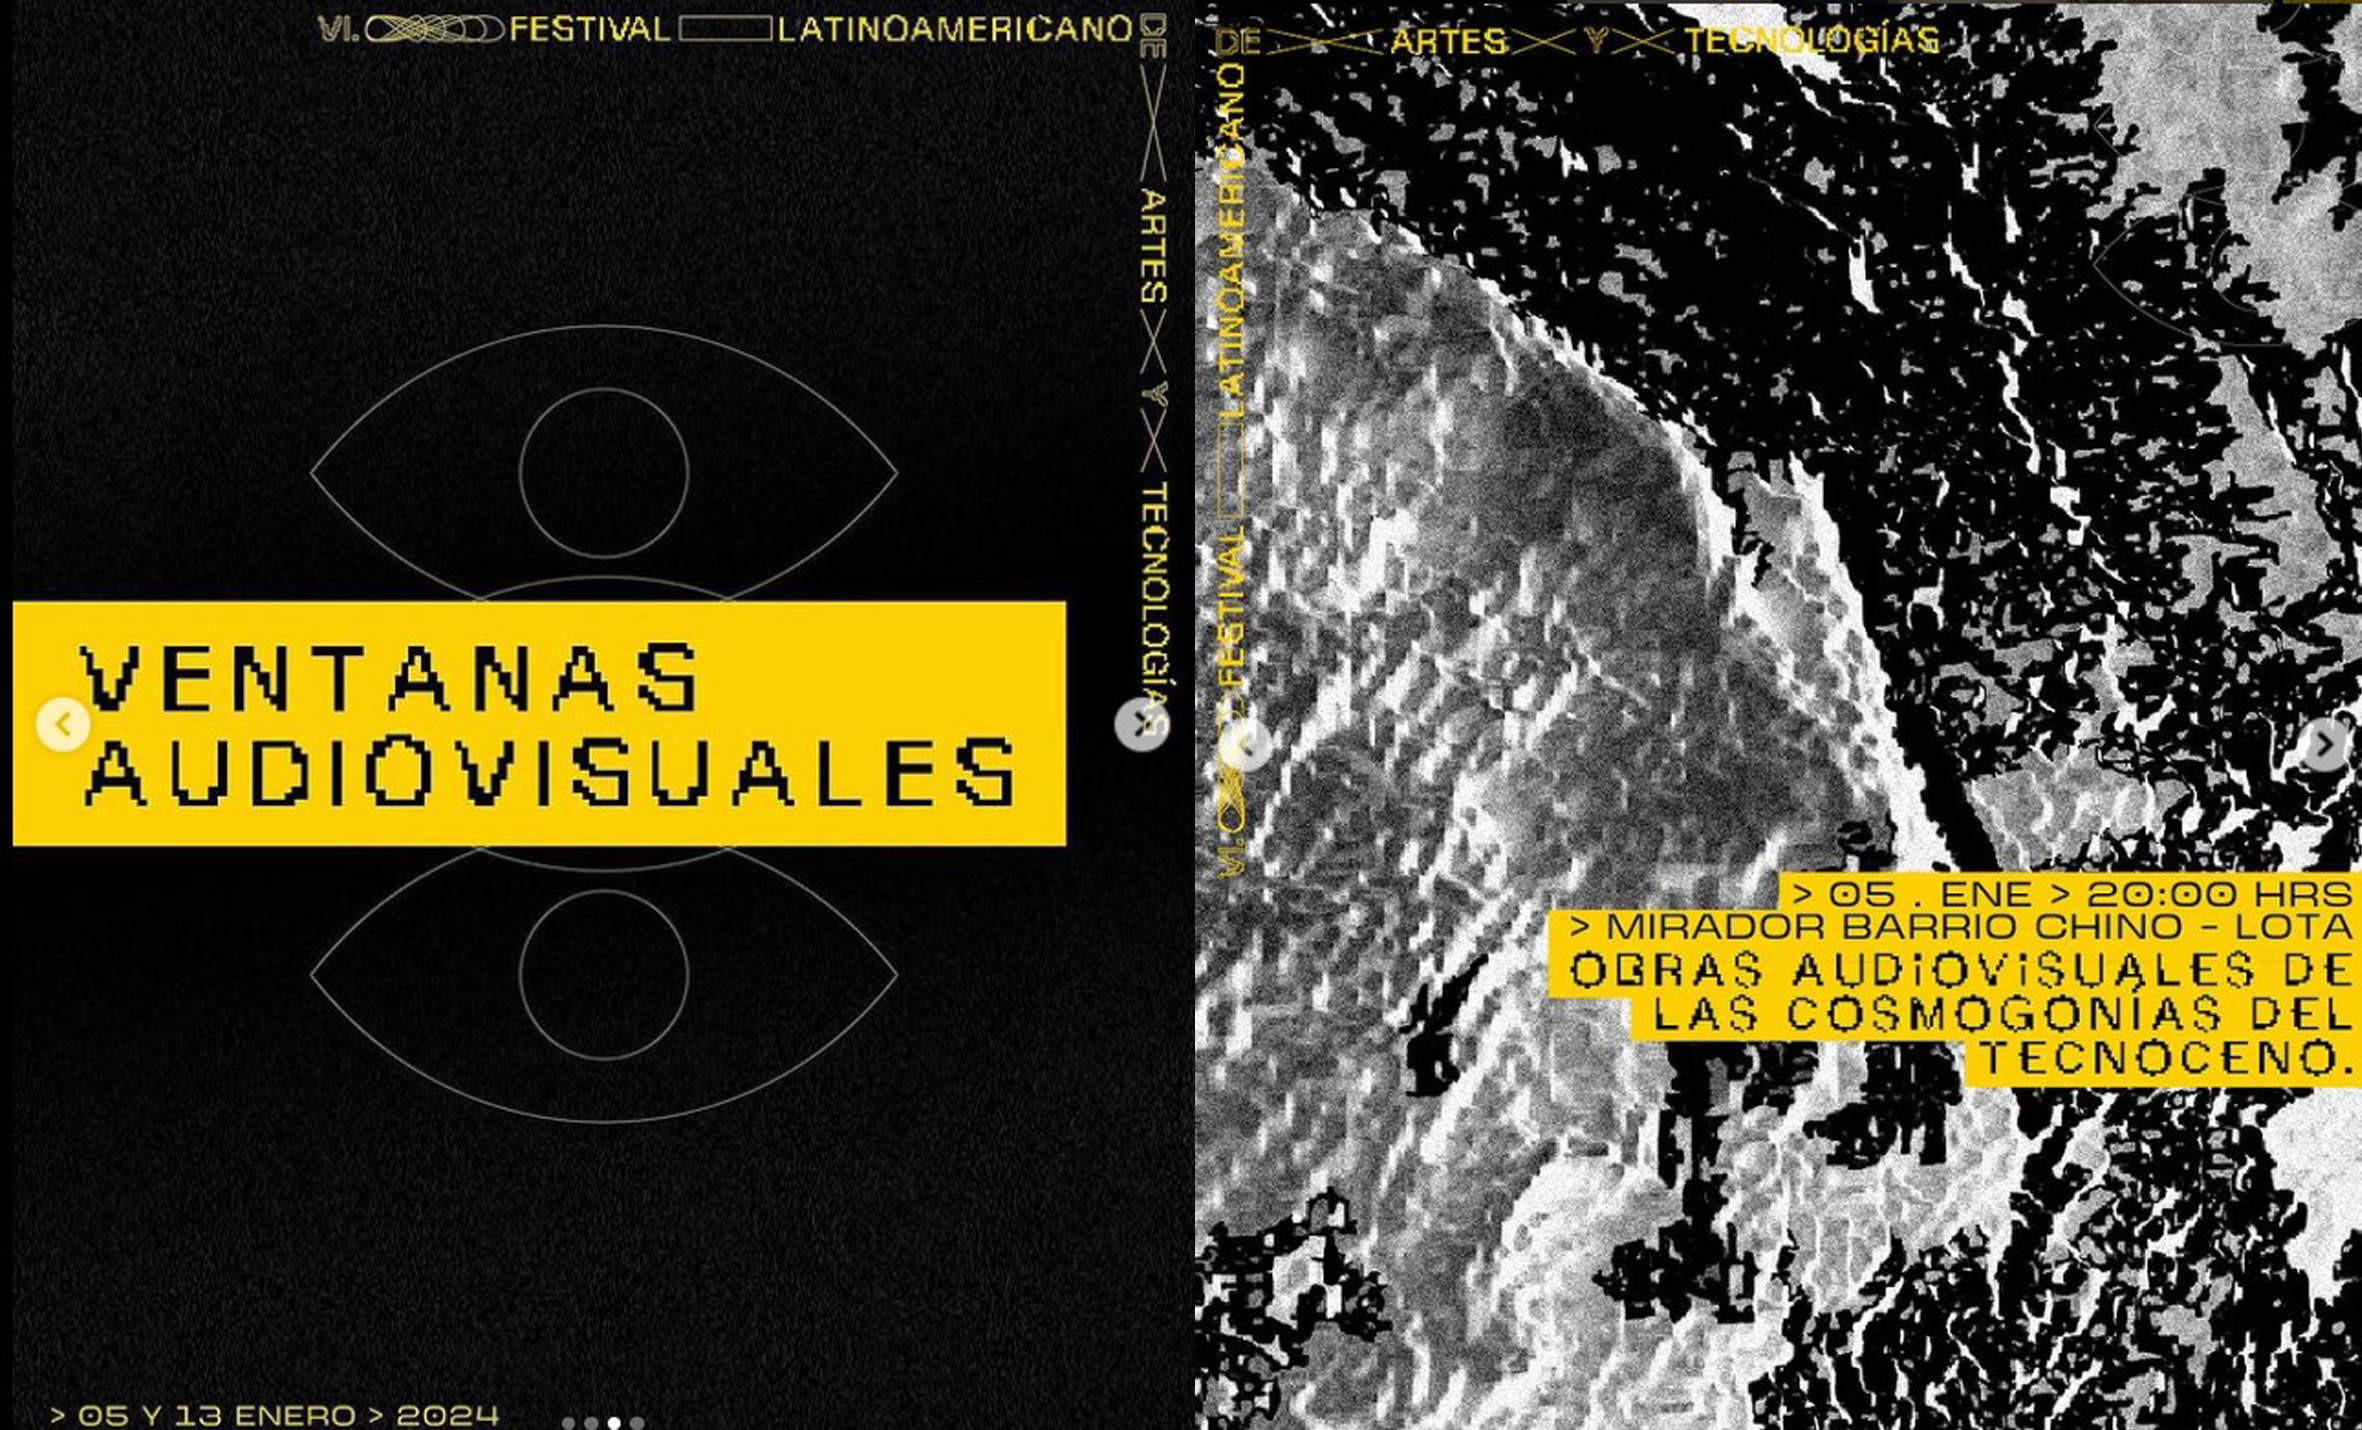 VI. FESTIVAL LATINOAMERICANO
DE ARTES Y TECNOLOGÍAS
VENTANAS
AUDIOVISUALES
> 05 Y 13 ENERO > 2024
VI. FESTIVAL LATINOAMERICANO
DE ARTES Y TECNOLOGÍAS
> 05 . ENE > 20:00 HRS
> MIRADOR BARRIO CHINO - LOTA
OBRAS AUDiOViSUALES DE
LAS COSMOGONÍAS DEL
TECNOCENO.